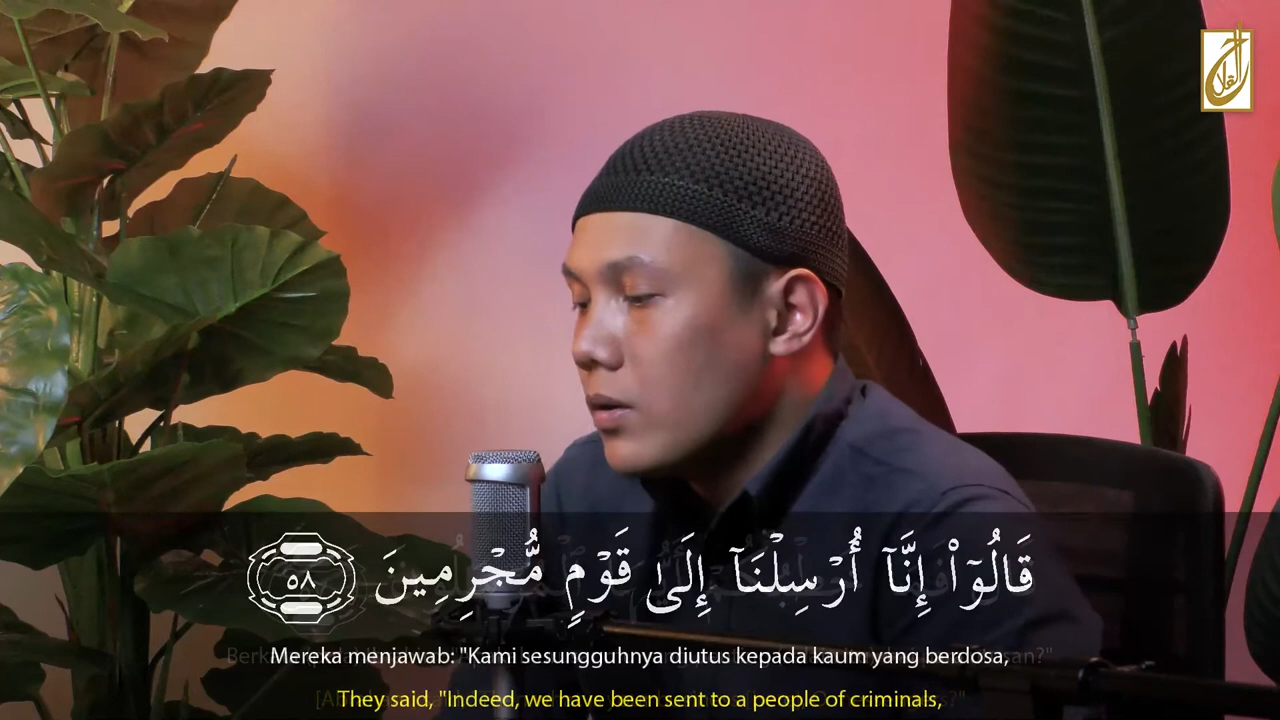 قَالُوٓا۟ إِنَّآ أُرْسِلْنَآ إِلَىٰ قَوْمٍ مُّجْرِمِينَ ٥٨
Mereka menjawab: "Kami sesungguhnya diutus kepada kaum yang berdosa,
They said, "Indeed, we have been sent to a people of criminals,